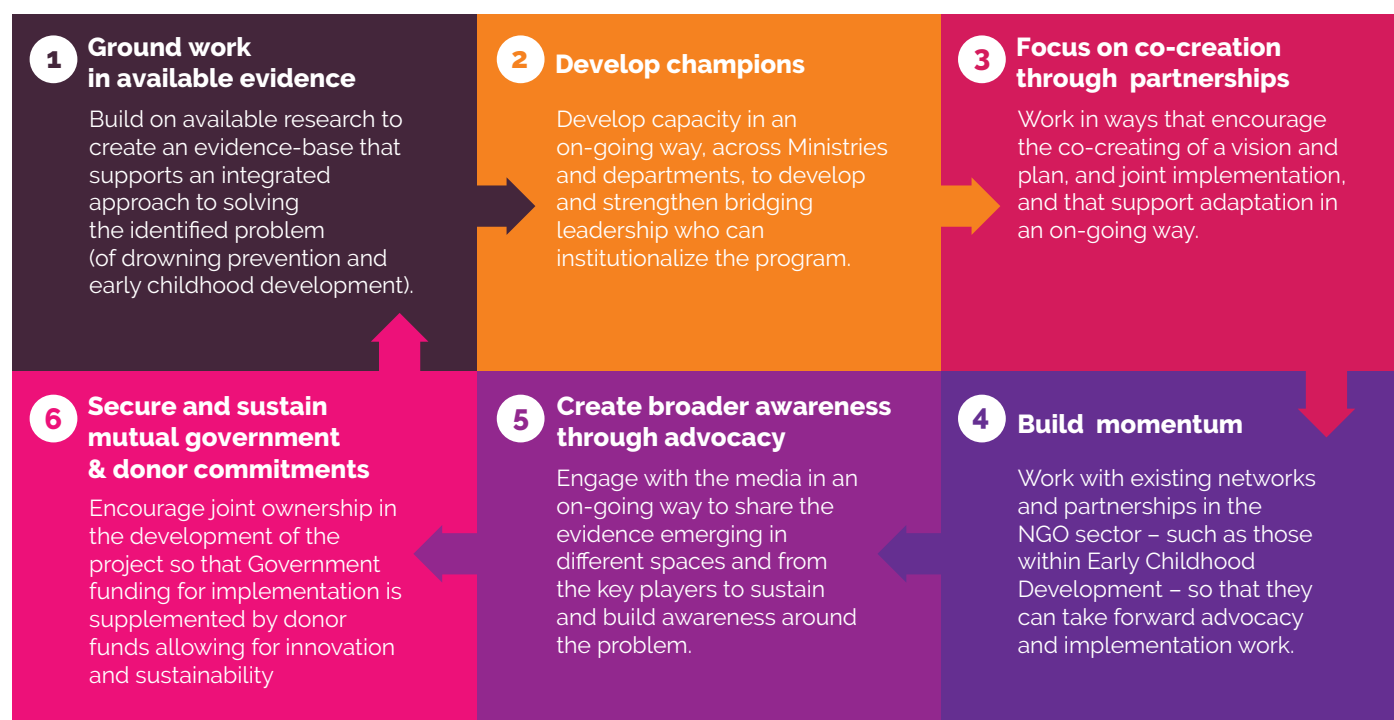 1
Ground work
in available evidence
Build on available research to
create an evidence-base that
supports an integrated
approach to solving
the identified problem
(of drowning prevention and
early childhood development).
2
Develop champions
Develop capacity in an
on-going way, across Ministries
and departments, to develop
and strengthen bridging
leadership who can
institutionalize the program.
3
Focus on co-creation
through partnerships
Work in ways that encourage
the co-creating of a vision and
plan, and joint implementation,
and that support adaptation in
an on-going way.
4
Build momentum
Work with existing networks
and partnerships in the
NGO sector – such as those
within Early Childhood
Development – so that they
can take forward advocacy
and implementation work.
5
Create broader awareness
through advocacy
Engage with the media in an
on-going way to share the
evidence emerging in
different spaces and from
the key players to sustain
and build awareness around
the problem.
6
Secure and sustain
mutual government
& donor commitments
Encourage joint ownership in
the development of the
project so that Government
funding for implementation is
supplemented by donor
funds allowing for innovation
and sustainability